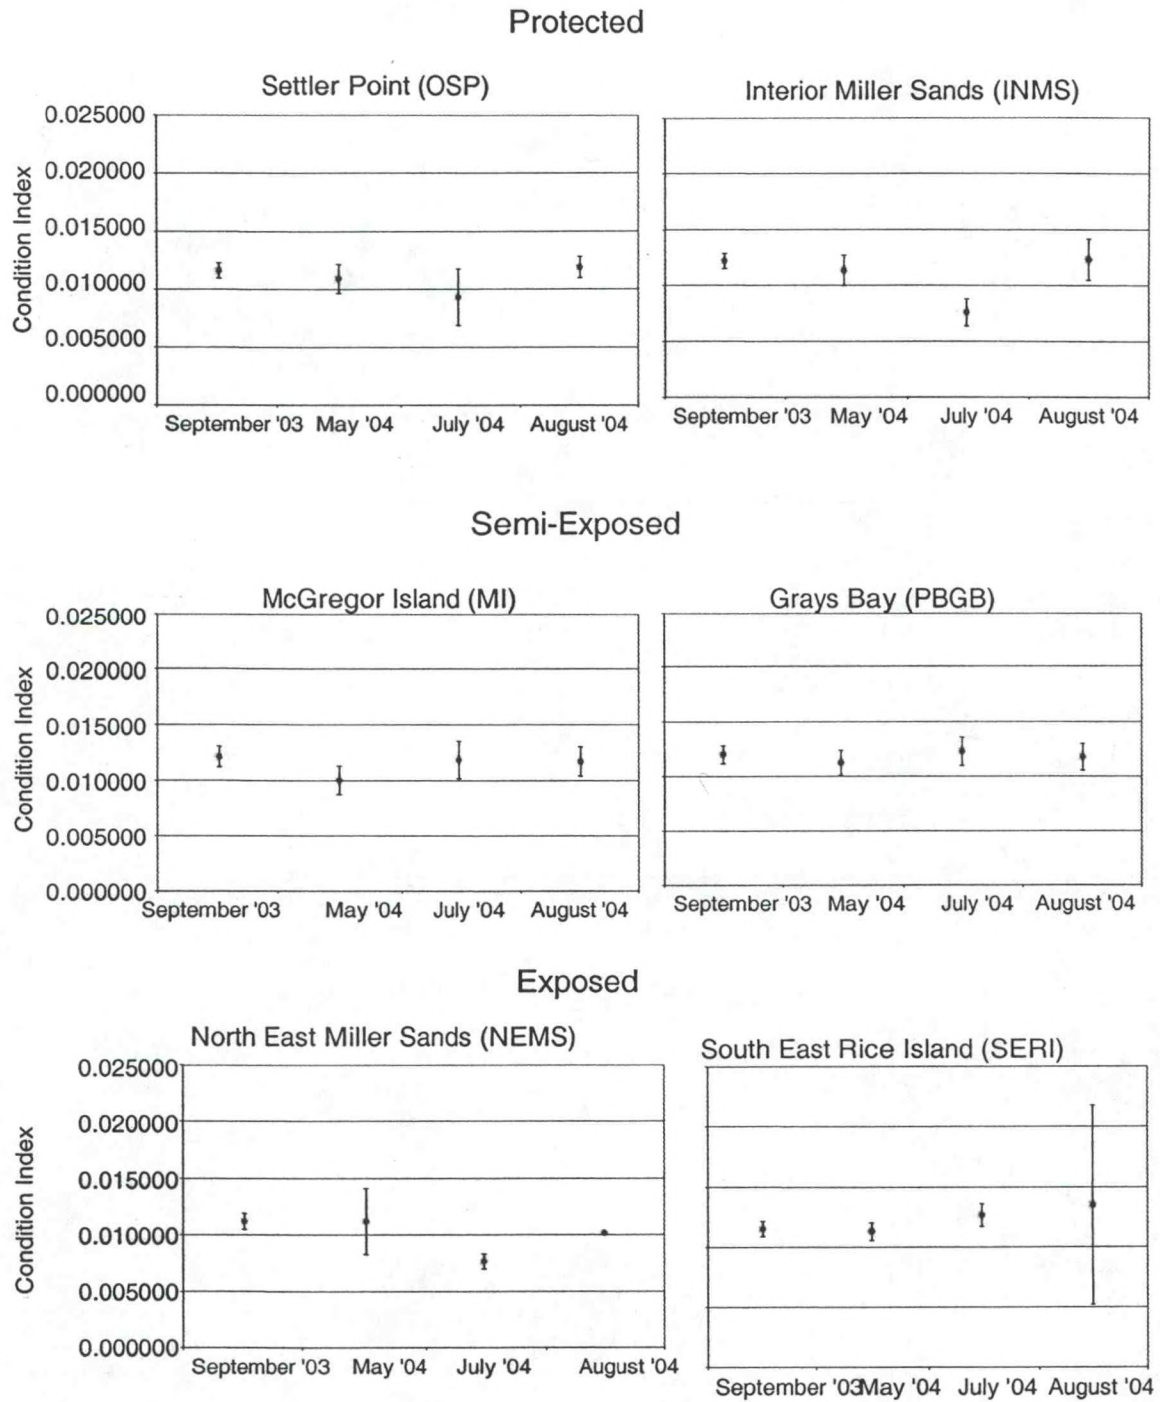 Protected
Settler Point (OSP)
Interior Miller Sands (INMS)
Condition Index
0.025000
0.020000
0.015000
0.010000
0.005000
0.000000
September '03 May '04 July '04 August '04
September '03 May '04 July '04 August '04
Semi-Exposed
McGregor Island (MI)
Grays Bay (PBGB)
Condition Index
0.025000
0.020000
0.015000
0.010000
0.005000
0.000000
September '03 May '04 July '04 August '04
September '03 May '04 July '04 August '04
Exposed
North East Miller Sands (NEMS)
South East Rice Island (SERI)
Condition Index
0.025000
0.020000
0.015000
0.010000
0.005000
0.000000
September '03 May '04 July '04 August '04
September '03 May '04 July '04 August '04